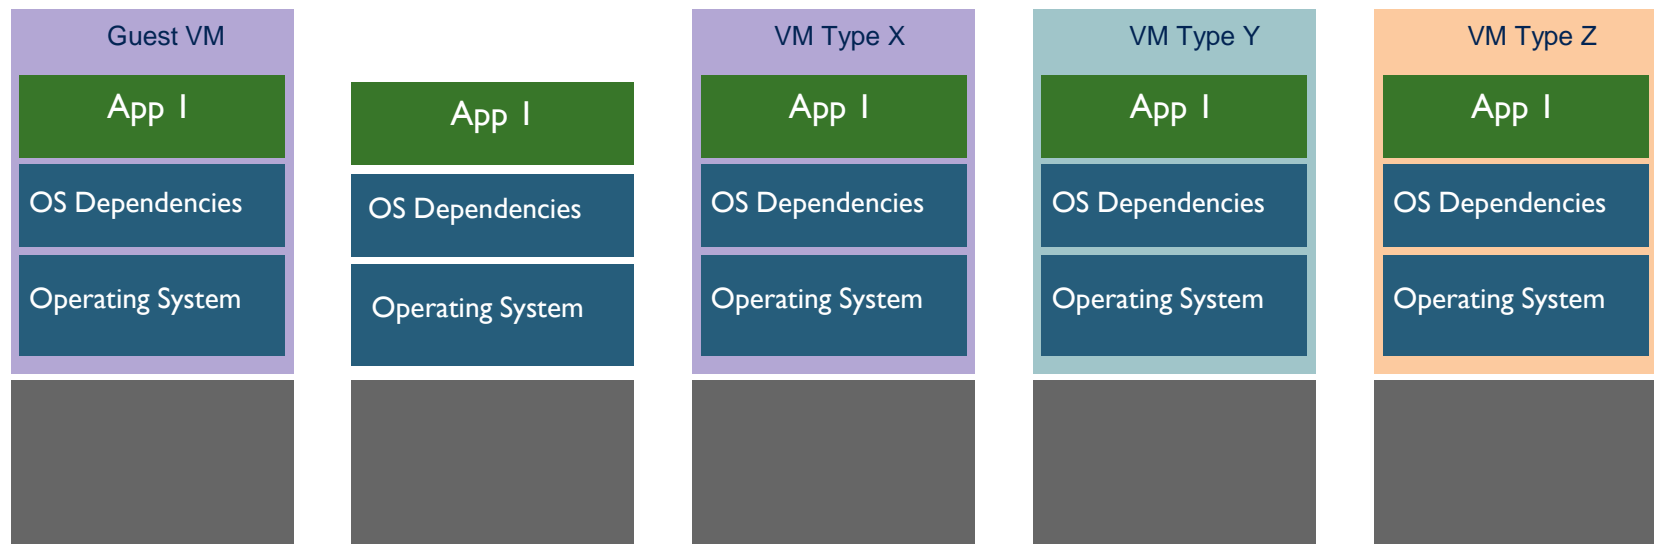 Guest VM
App 1
OS Dependencies
Operating System
App 1
OS Dependencies
Operating System
VM Type X
App 1
OS Dependencies
Operating System
VM Type Y
App 1
OS Dependencies
Operating System
VM Type Z
App 1
OS Dependencies
Operating System